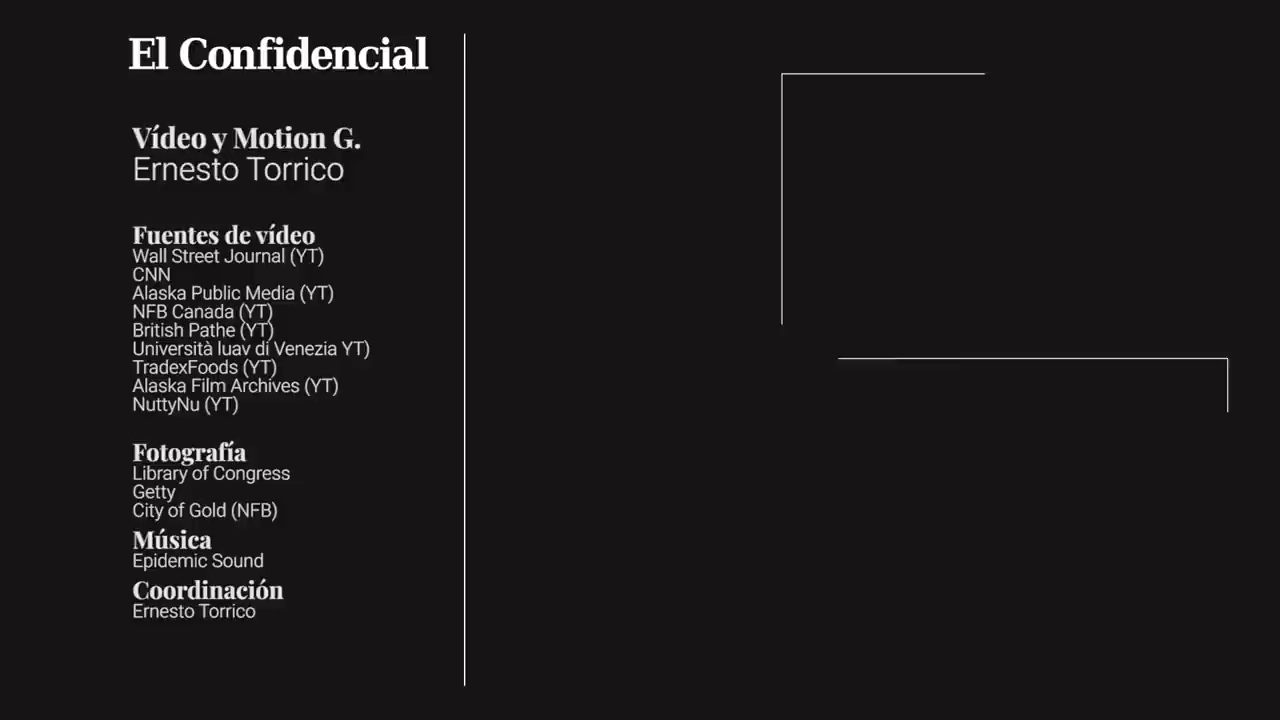 El Confidencial
Vídeo y Motion G.
Ernesto Torrico
Fuentes de vídeo
Wall Street Journal (YT)
CNN
Alaska Public Media (YT)
NFB Canada (YT)
British Pathe (YT)
Università Iuav di Venezia YT)
TradexFoods (YT)
Alaska Film Archives (YT)
NuttyNu (YT)
Fotografía
Library of Congress
Getty
City of Gold (NFB)
Música
Epidemic Sound
Coordinación
Ernesto Torrico